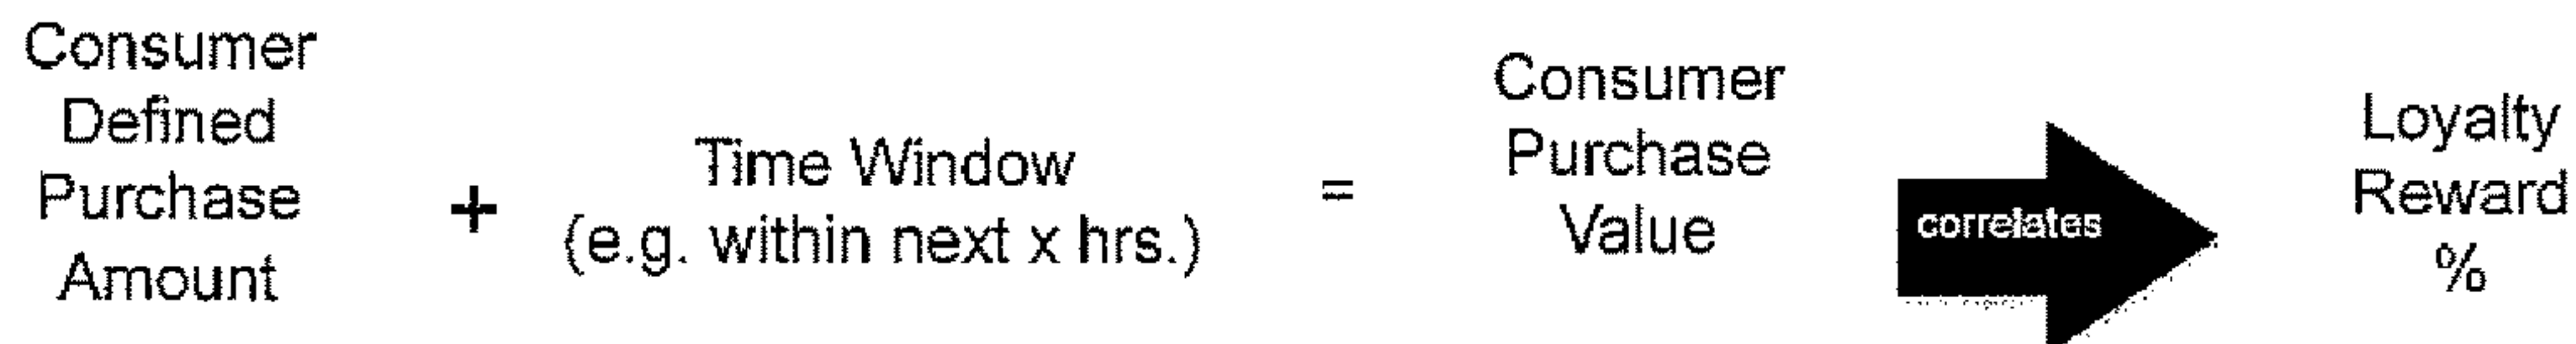 Consumer
Defined
Purchase
Amount
+
Time Window
(e.g. within next x hrs.)
=
Consumer
Purchase
Value
correlates
Loyalty
Reward
%